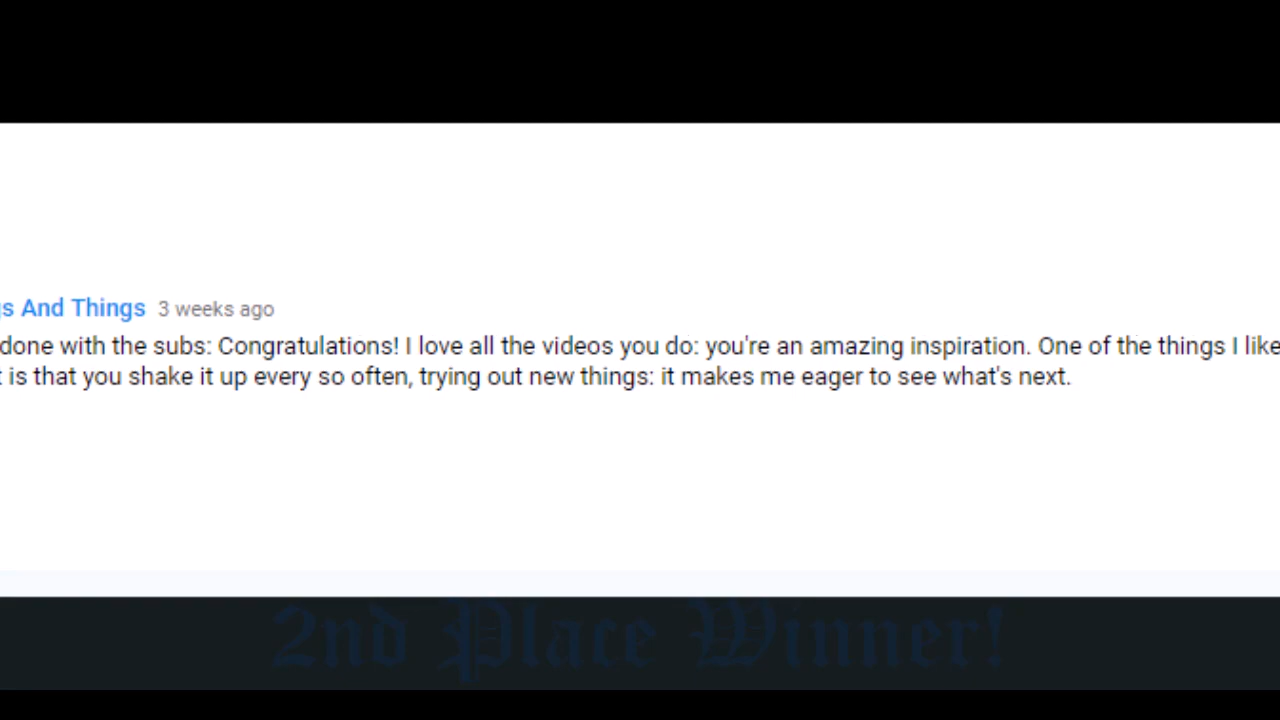 And Things 3 weeks ago
done with the subs: Congratulations! I love all the videos you do: you're an amazing inspiration. One of the things I like
is that you shake it up every so often, trying out new things: it makes me eager to see what's next.
2nd Place Winner!